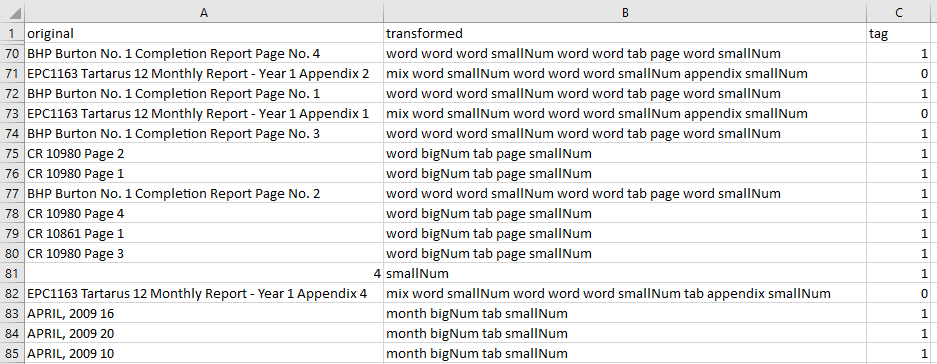 A B C
1 original transformed tag
70 BHP Burton No. 1 Completion Report Page No. 4 word word word smallNum word word tab page word smallNum 1
71 EPC1163 Tartarus 12 Monthly Report - Year 1 Appendix 2 mix word smallNum word word word smallNum appendix smallNum 0
72 BHP Burton No. 1 Completion Report Page No. 1 word word word smallNum word word tab page word smallNum 1
73 EPC1163 Tartarus 12 Monthly Report - Year 1 Appendix 1 mix word smallNum word word word smallNum appendix smallNum 0
74 BHP Burton No. 1 Completion Report Page No. 3 word word word smallNum word word tab page word smallNum 1
75 CR 10980 Page 2 word bigNum tab page smallNum 1
76 CR 10980 Page 1 word bigNum tab page smallNum 1
77 BHP Burton No. 1 Completion Report Page No. 2 word word word smallNum word word tab page word smallNum 1
78 CR 10980 Page 4 word bigNum tab page smallNum 1
79 CR 10861 Page 1 word bigNum tab page smallNum 1
80 CR 10980 Page 3 word bigNum tab page smallNum 1
81 4 smallNum 1
82 EPC1163 Tartarus 12 Monthly Report - Year 1 Appendix 4 mix word smallNum word word word smallNum tab appendix smallNum 0
83 APRIL, 2009 16 month bigNum tab smallNum 1
84 APRIL, 2009 20 month bigNum tab smallNum 1
85 APRIL, 2009 10 month bigNum tab smallNum 1